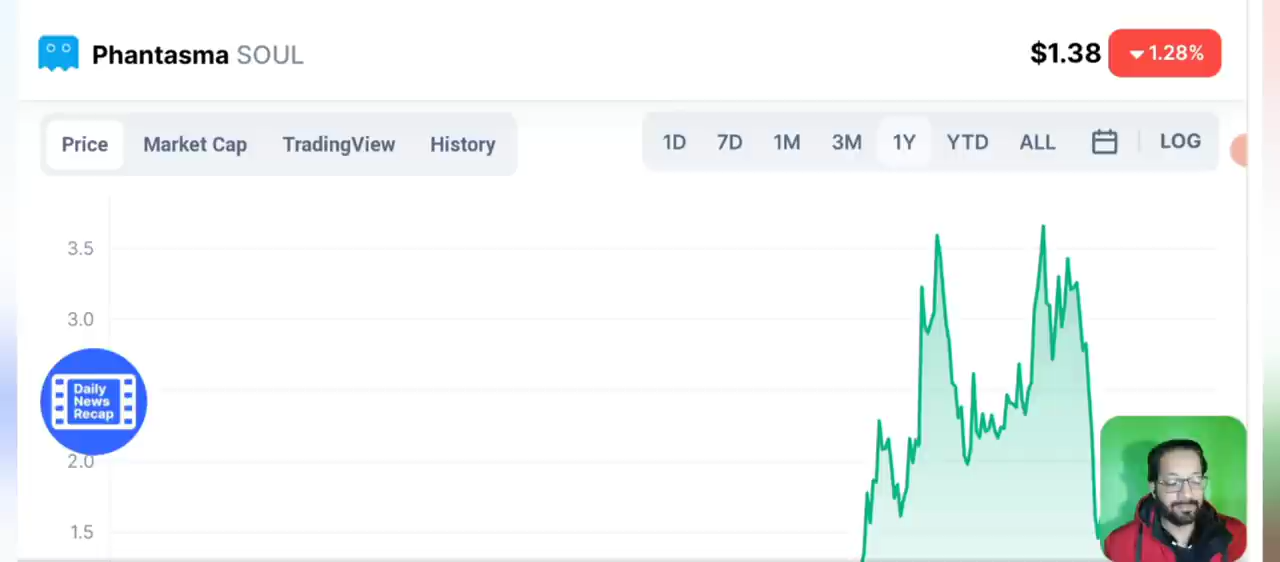 Phantasma SOUL
$1.38 1.28%
Price Market Cap TradingView History
1D 7D 1M 3M 1Y YTD ALL LOG
3.5
3.0
Daily
News
Recap
2.0
1.5